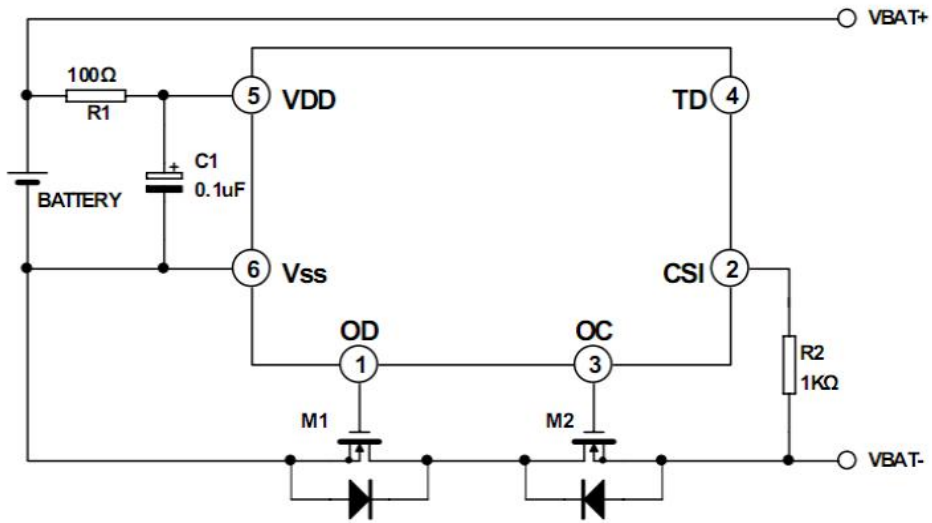 VBAT+
100Ω
R1
5
VDD
TD
4
C1
+
0.1uF
BATTERY
6
Vss
CSI
2
OD
OC
1
3
R2
1KΩ
M1
M2
VBAT-